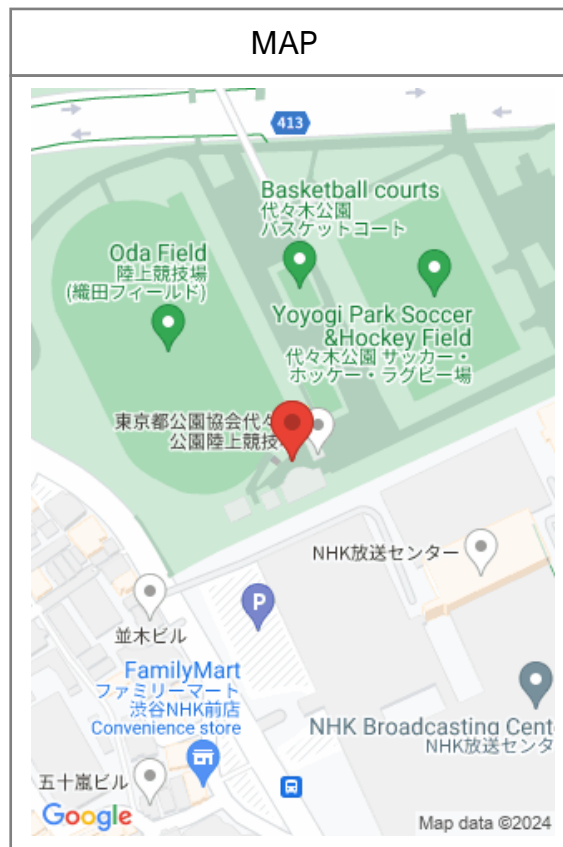 MAP
413
Basketball courts
代々木公園
バスケットコート
Oda Field
陸上競技場
(織田フィールド)
Yoyogi Park Soccer
&Hockey Field
代々木公園 サッカー・
ホッケー・ラグビー場
東京都公園協会代々
公園陸上競技
NHK放送センター
P
並木ビル
FamilyMart
ファミリーマート
渋谷NHK前店
Convenience store
NHK Broadcasting Cent
NHK放送センタ
五十嵐ビル
Google
Map data ©2024